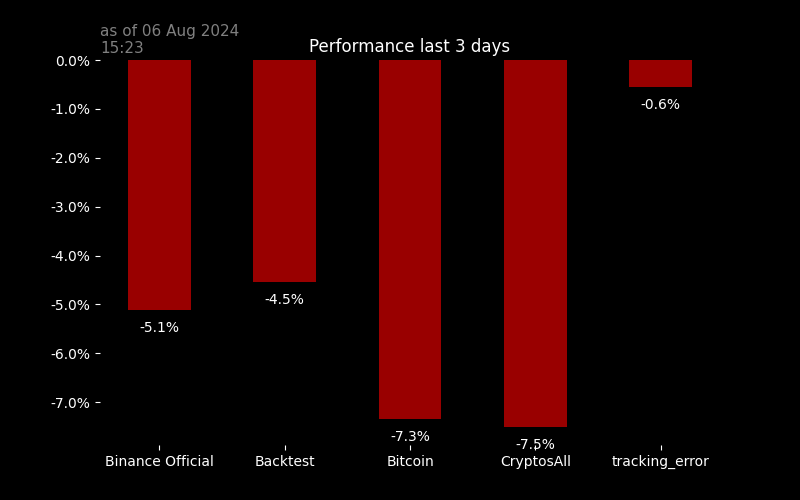 as of 06 Aug 2024
15:23
Performance last 3 days
0.0%
-1.0%
-2.0%
-3.0%
-4.0%
-5.0%
-6.0%
-7.0%
-5.1%
-4.5%
-7.3%
-7.5%
-0.6%
Binance Official
Backtest
Bitcoin
CryptosAll
tracking_error